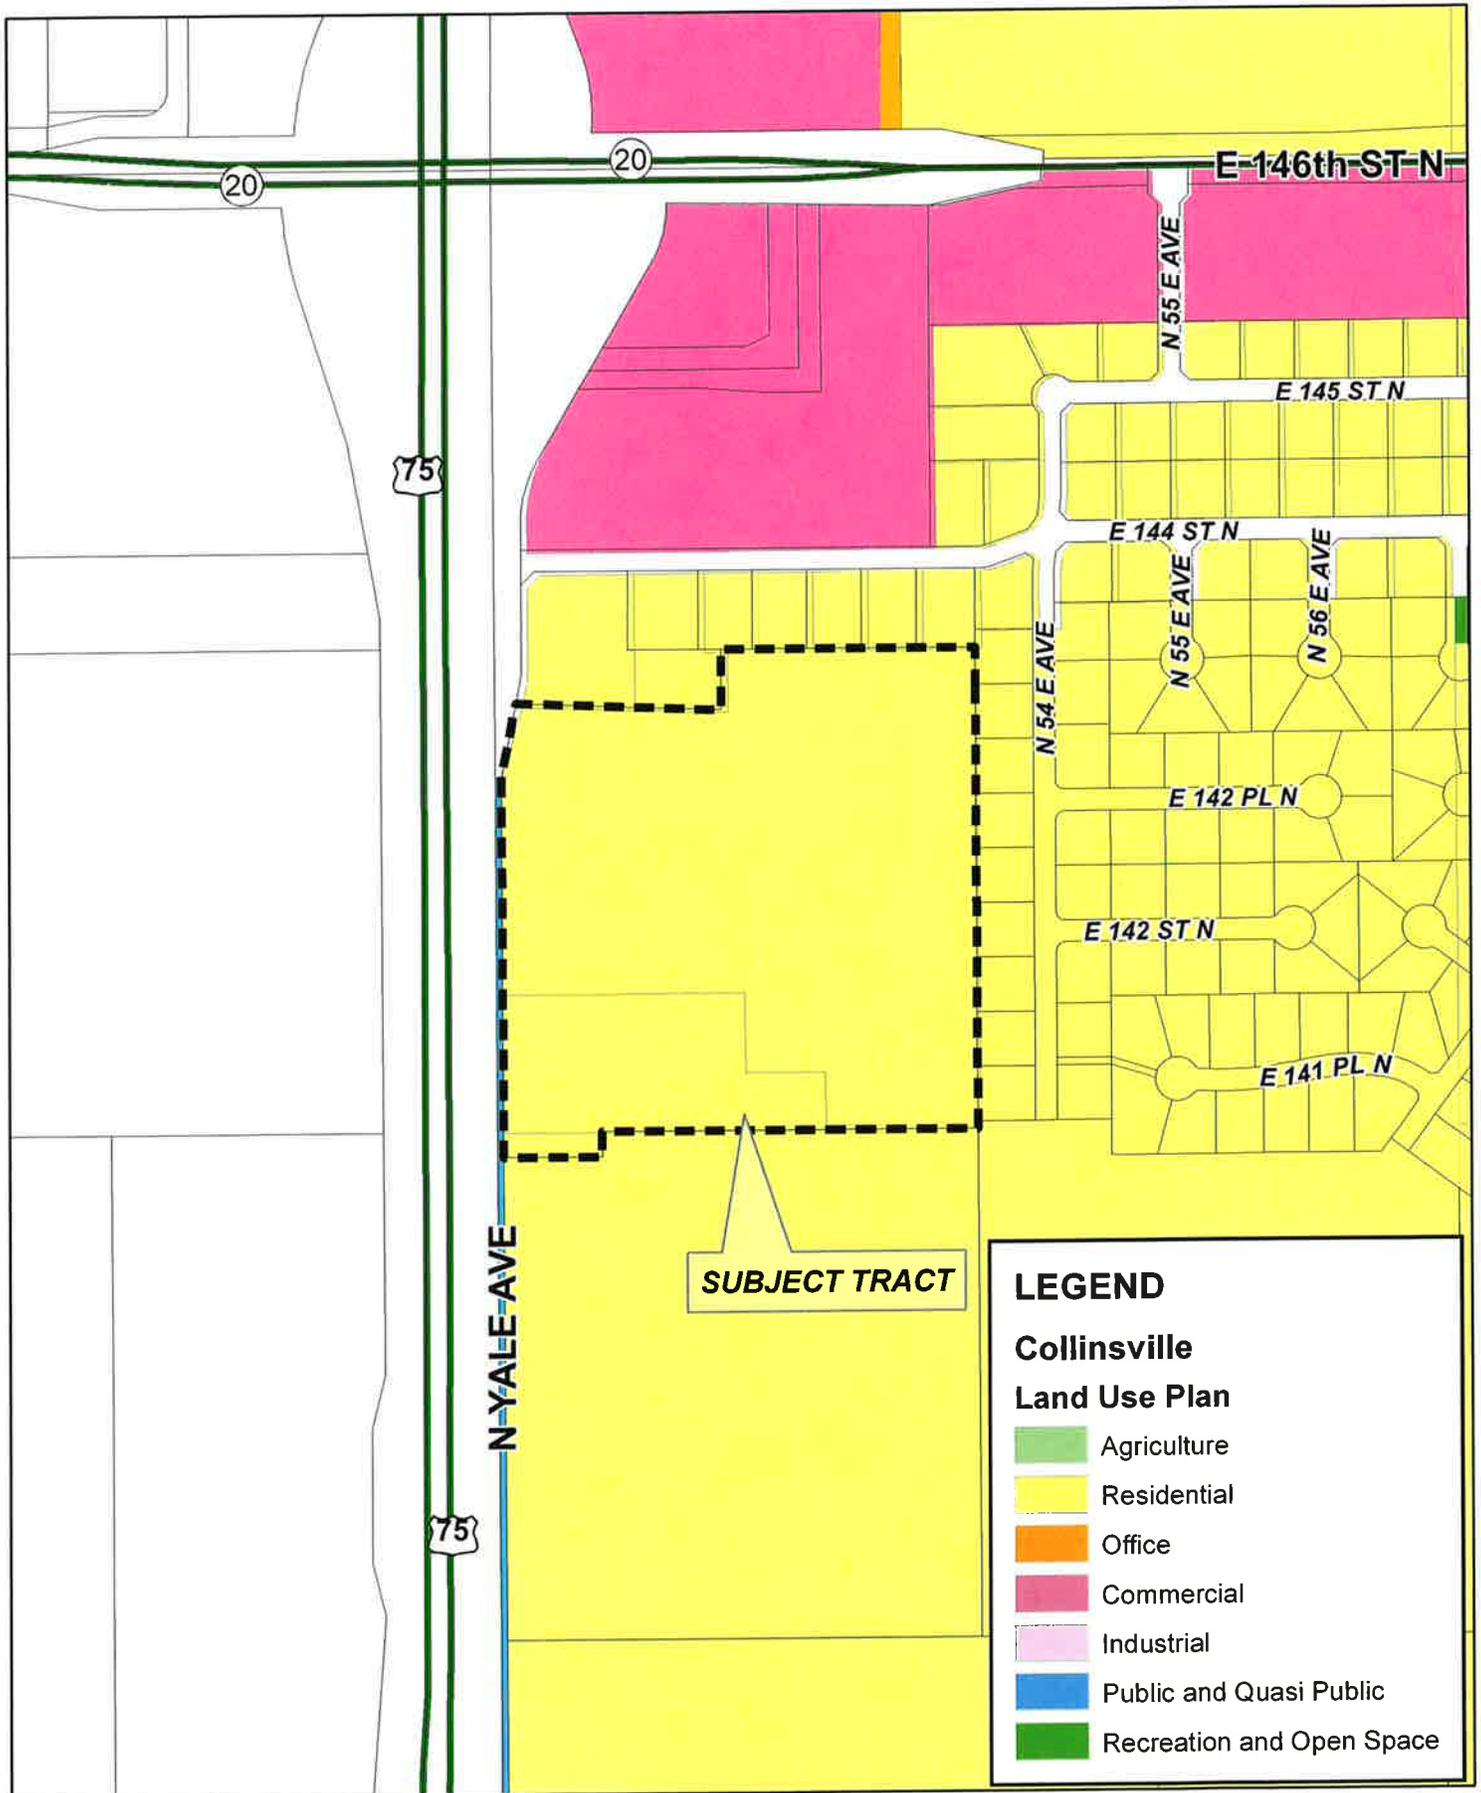 20
20
E 146th ST N
N 55 E AVE
E 145 ST N
75
E 144 ST N
N 55 E AVE
N 56 E AVE
N 54 E AVE
E 142 PL N
E 142 ST N
E 141 PL N
N YALE AVE
SUBJECT TRACT
75
LEGEND
Collinsville
Land Use Plan
Agriculture
Residential
Office
Commercial
Industrial
Public and Quasi Public
Recreation and Open Space